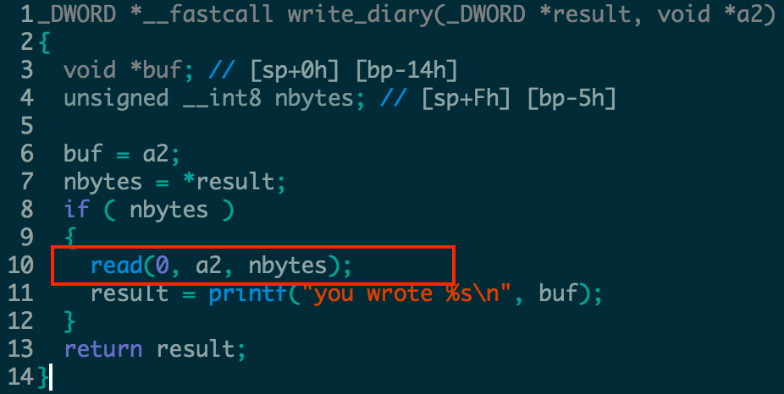 1 _DWORD *__fastcall write_diary(_DWORD *result, void *a2)
2 {
3 void *buf; // [sp+0h] [bp-14h]
4 unsigned __int8 nbytes; // [sp+Fh] [bp-5h]
5
6 buf = a2;
7 nbytes = *result;
8 if ( nbytes )
9 {
10 read(0, a2, nbytes);
11 result = printf("you wrote %s\n", buf);
12 }
13 return result;
14 }